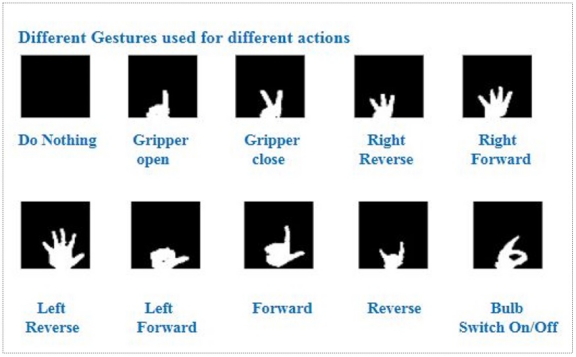 Different Gestures used for different actions
Do Nothing
Gripper
open
Gripper
close
Right
Reverse
Right
Forward
Left
Reverse
Left
Forward
Forward
Reverse
Bulb
Switch On/Off